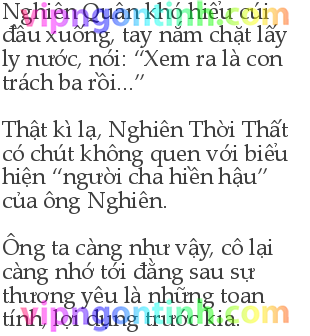 Nghiên Quân khó hiểu cúi
vipngontinh.com
đầu xuống, tay nắm chặt lấy
ly nước, nói: “Xem ra là con
trách ba rồi...”
Thật kì lạ, Nghiên Thời Thất
có chút không quen với biểu
hiện “người cha hiền hậu”
của ông Nghiên.
Ông ta càng như vậy, cô lại
càng nhớ tới đằng sau sự
thương yêu là những toan
tính, lợi dụng trước kia.
vipngontinh.com